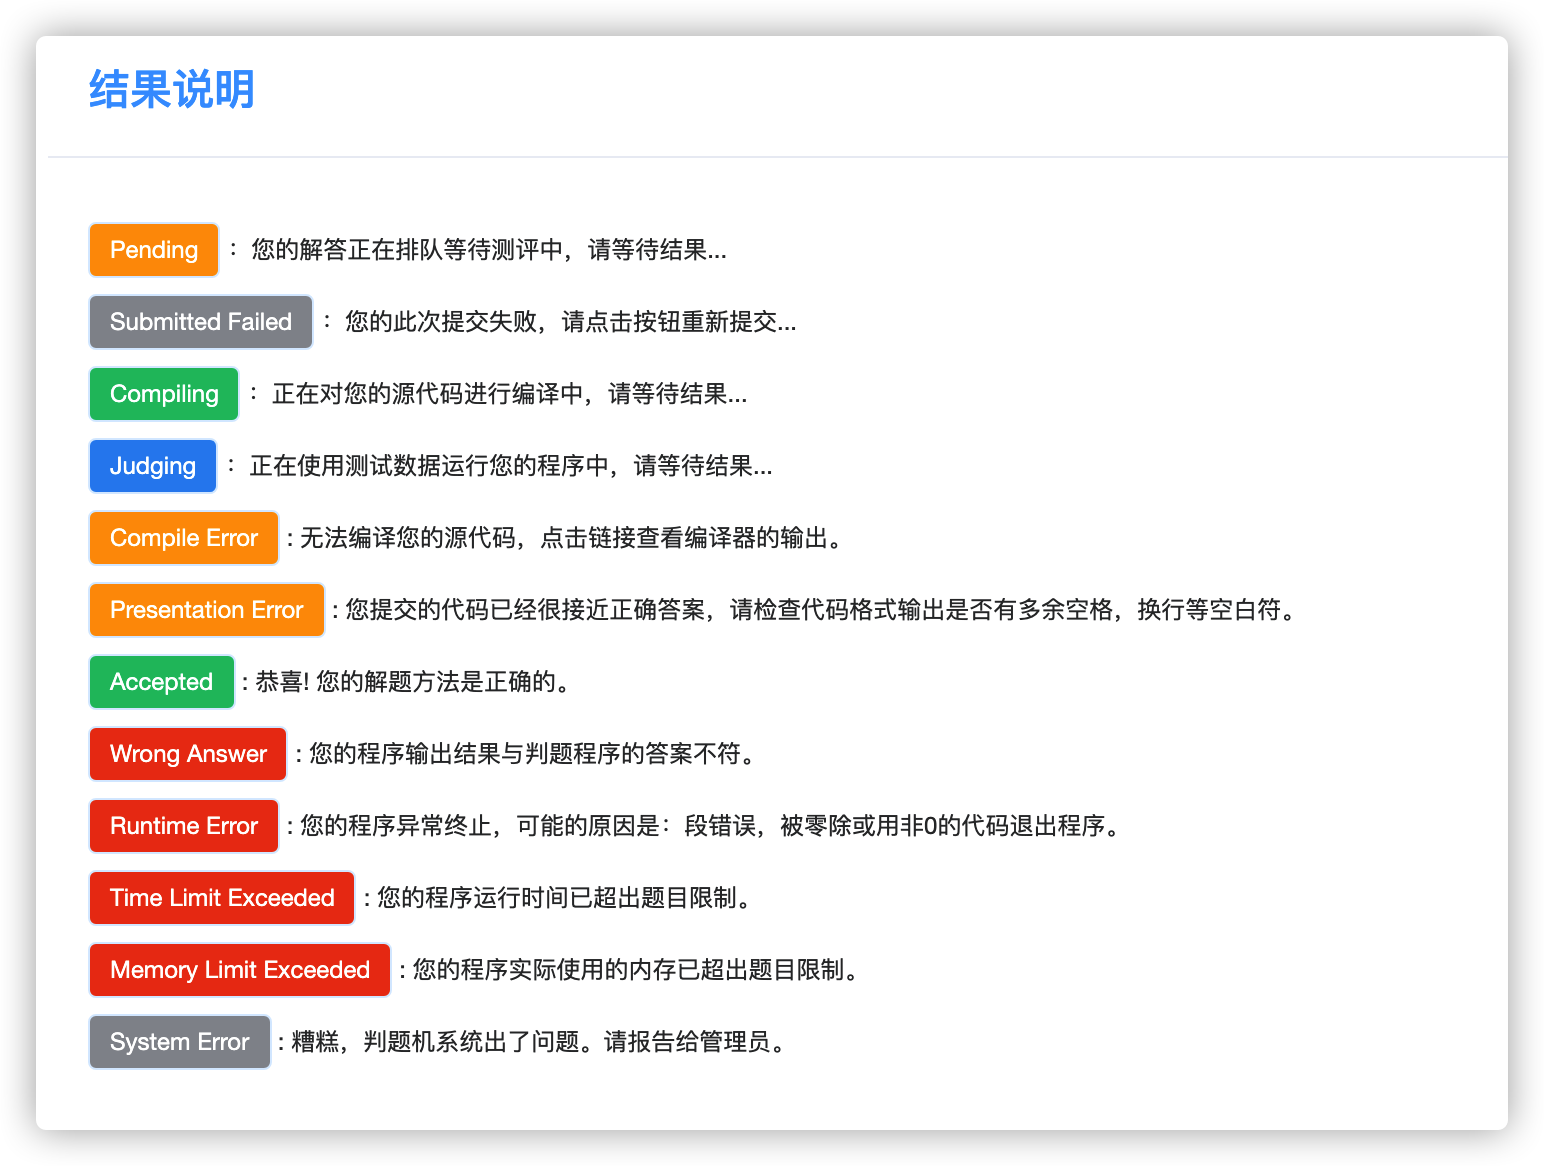 结果说明
Pending ： 您的解答正在排队等待测评中，请等待结果...
Submitted Failed ： 您的此次提交失败，请点击按钮重新提交...
Compiling ： 正在对您的源代码进行编译中，请等待结果...
Judging ： 正在使用测试数据运行您的程序中，请等待结果...
Compile Error : 无法编译您的源代码，点击链接查看编译器的输出。
Presentation Error : 您提交的代码已经很接近正确答案，请检查代码格式输出是否有多余空格，换行等空白符。
Accepted : 恭喜! 您的解题方法是正确的。
Wrong Answer : 您的程序输出结果与判题程序的答案不符。
Runtime Error : 您的程序异常终止，可能的原因是：段错误，被零除或用非0的代码退出程序。
Time Limit Exceeded : 您的程序运行时间已超出题目限制。
Memory Limit Exceeded : 您的程序实际使用的内存已超出题目限制。
System Error : 糟糕，判题机系统出了问题。请报告给管理员。